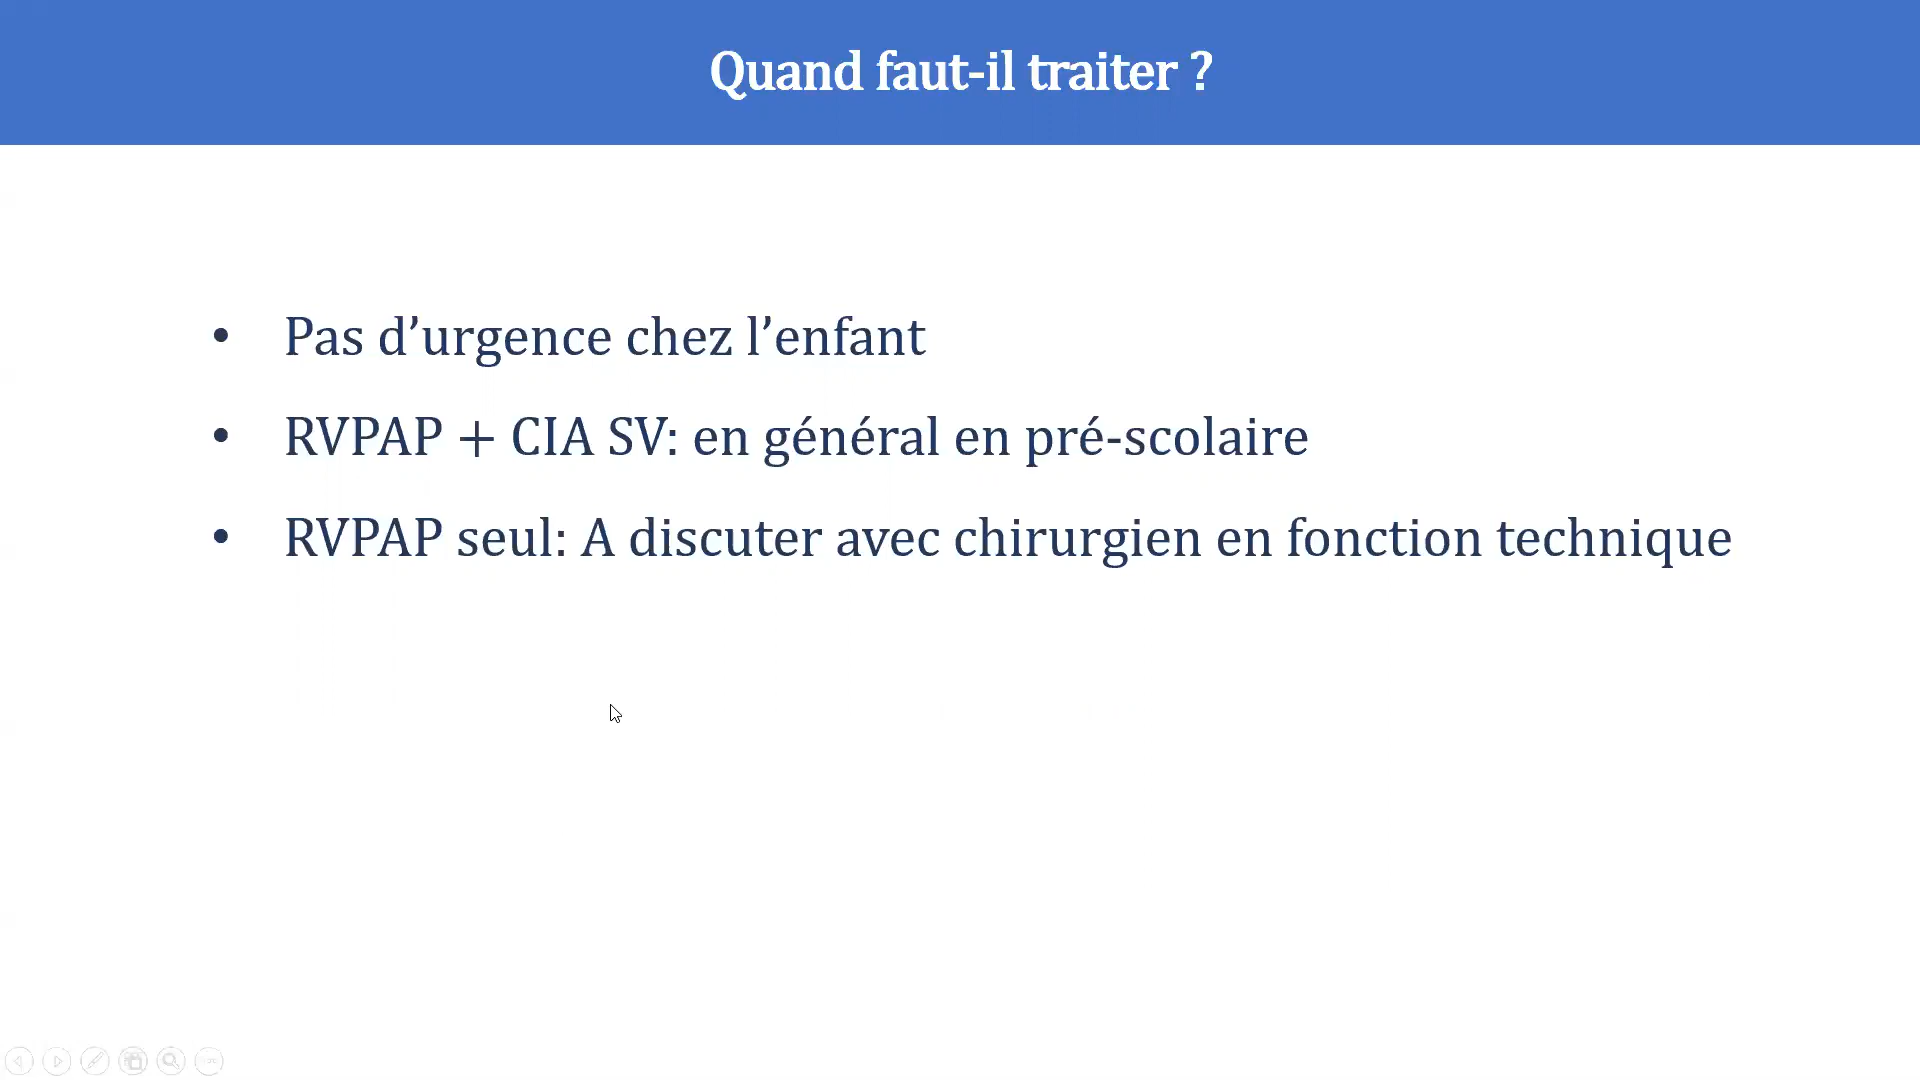 Quand faut-il traiter ?
• Pas d’urgence chez l’enfant
• RVPAP + CIA SV: en général en pré-scolaire
• RVPAP seul: A discuter avec chirurgien en fonction technique